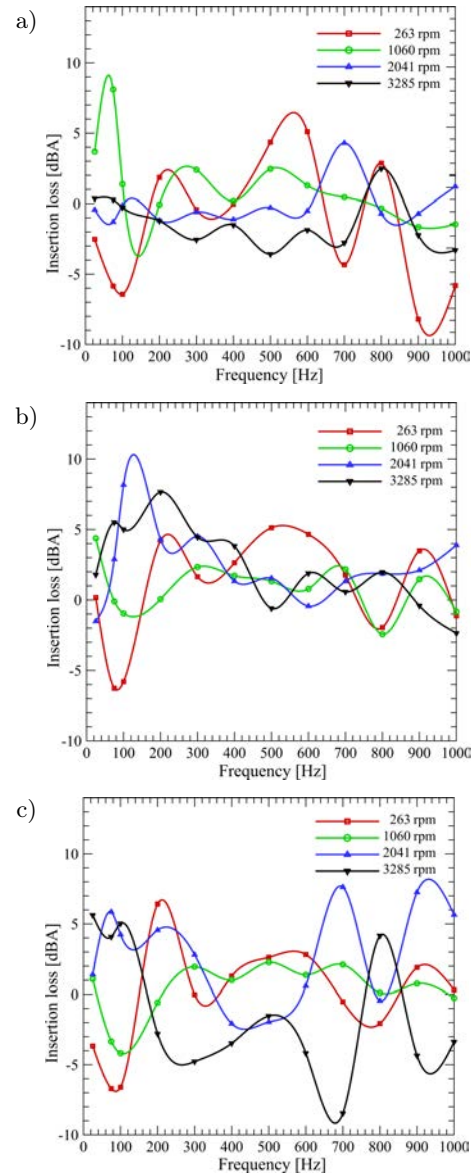 a)
263 rpm
1060 rpm
2041 rpm
3285 rpm
10
5
0
-5
-10
Insertion loss [dBA]
0 100 200 300 400 500 600 700 800 900 1000
Frequency [Hz]
b)
263 rpm
1060 rpm
2041 rpm
3285 rpm
10
5
0
-5
-10
Insertion loss [dBA]
0 100 200 300 400 500 600 700 800 900 1000
Frequency [Hz]
c)
263 rpm
1060 rpm
2041 rpm
3285 rpm
10
5
0
-5
-10
Insertion loss [dBA]
0 100 200 300 400 500 600 700 800 900 1000
Frequency [Hz]